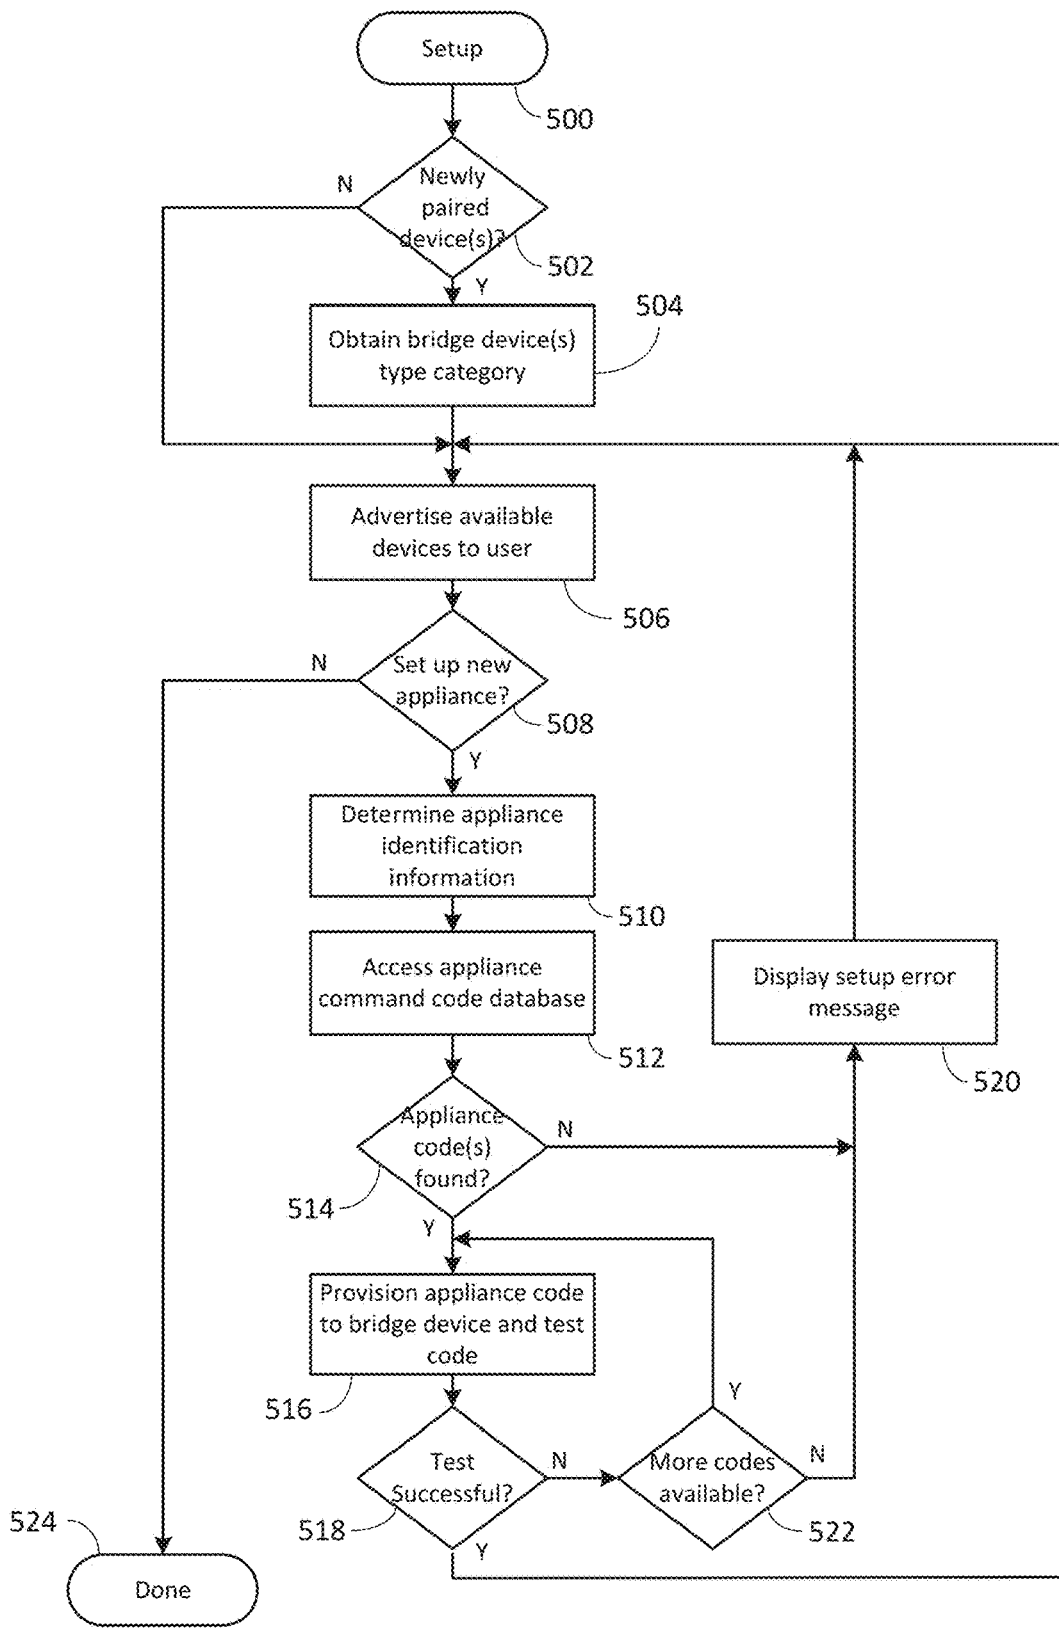 Setup
500
N
Newly
paired
device(s)?
502
Y
504
Obtain bridge device(s)
type category
Advertise available
devices to user
506
N
Set up new
appliance?
508
Y
Determine appliance
identification
information
510
Access appliance
command code database
512
Display setup error
message
520
Appliance
code(s)
found?
N
514
Y
Provision appliance code
to bridge device and test
code
516
Y
Test
Successful?
N
More codes
available?
N
518
522
Y
524
Done